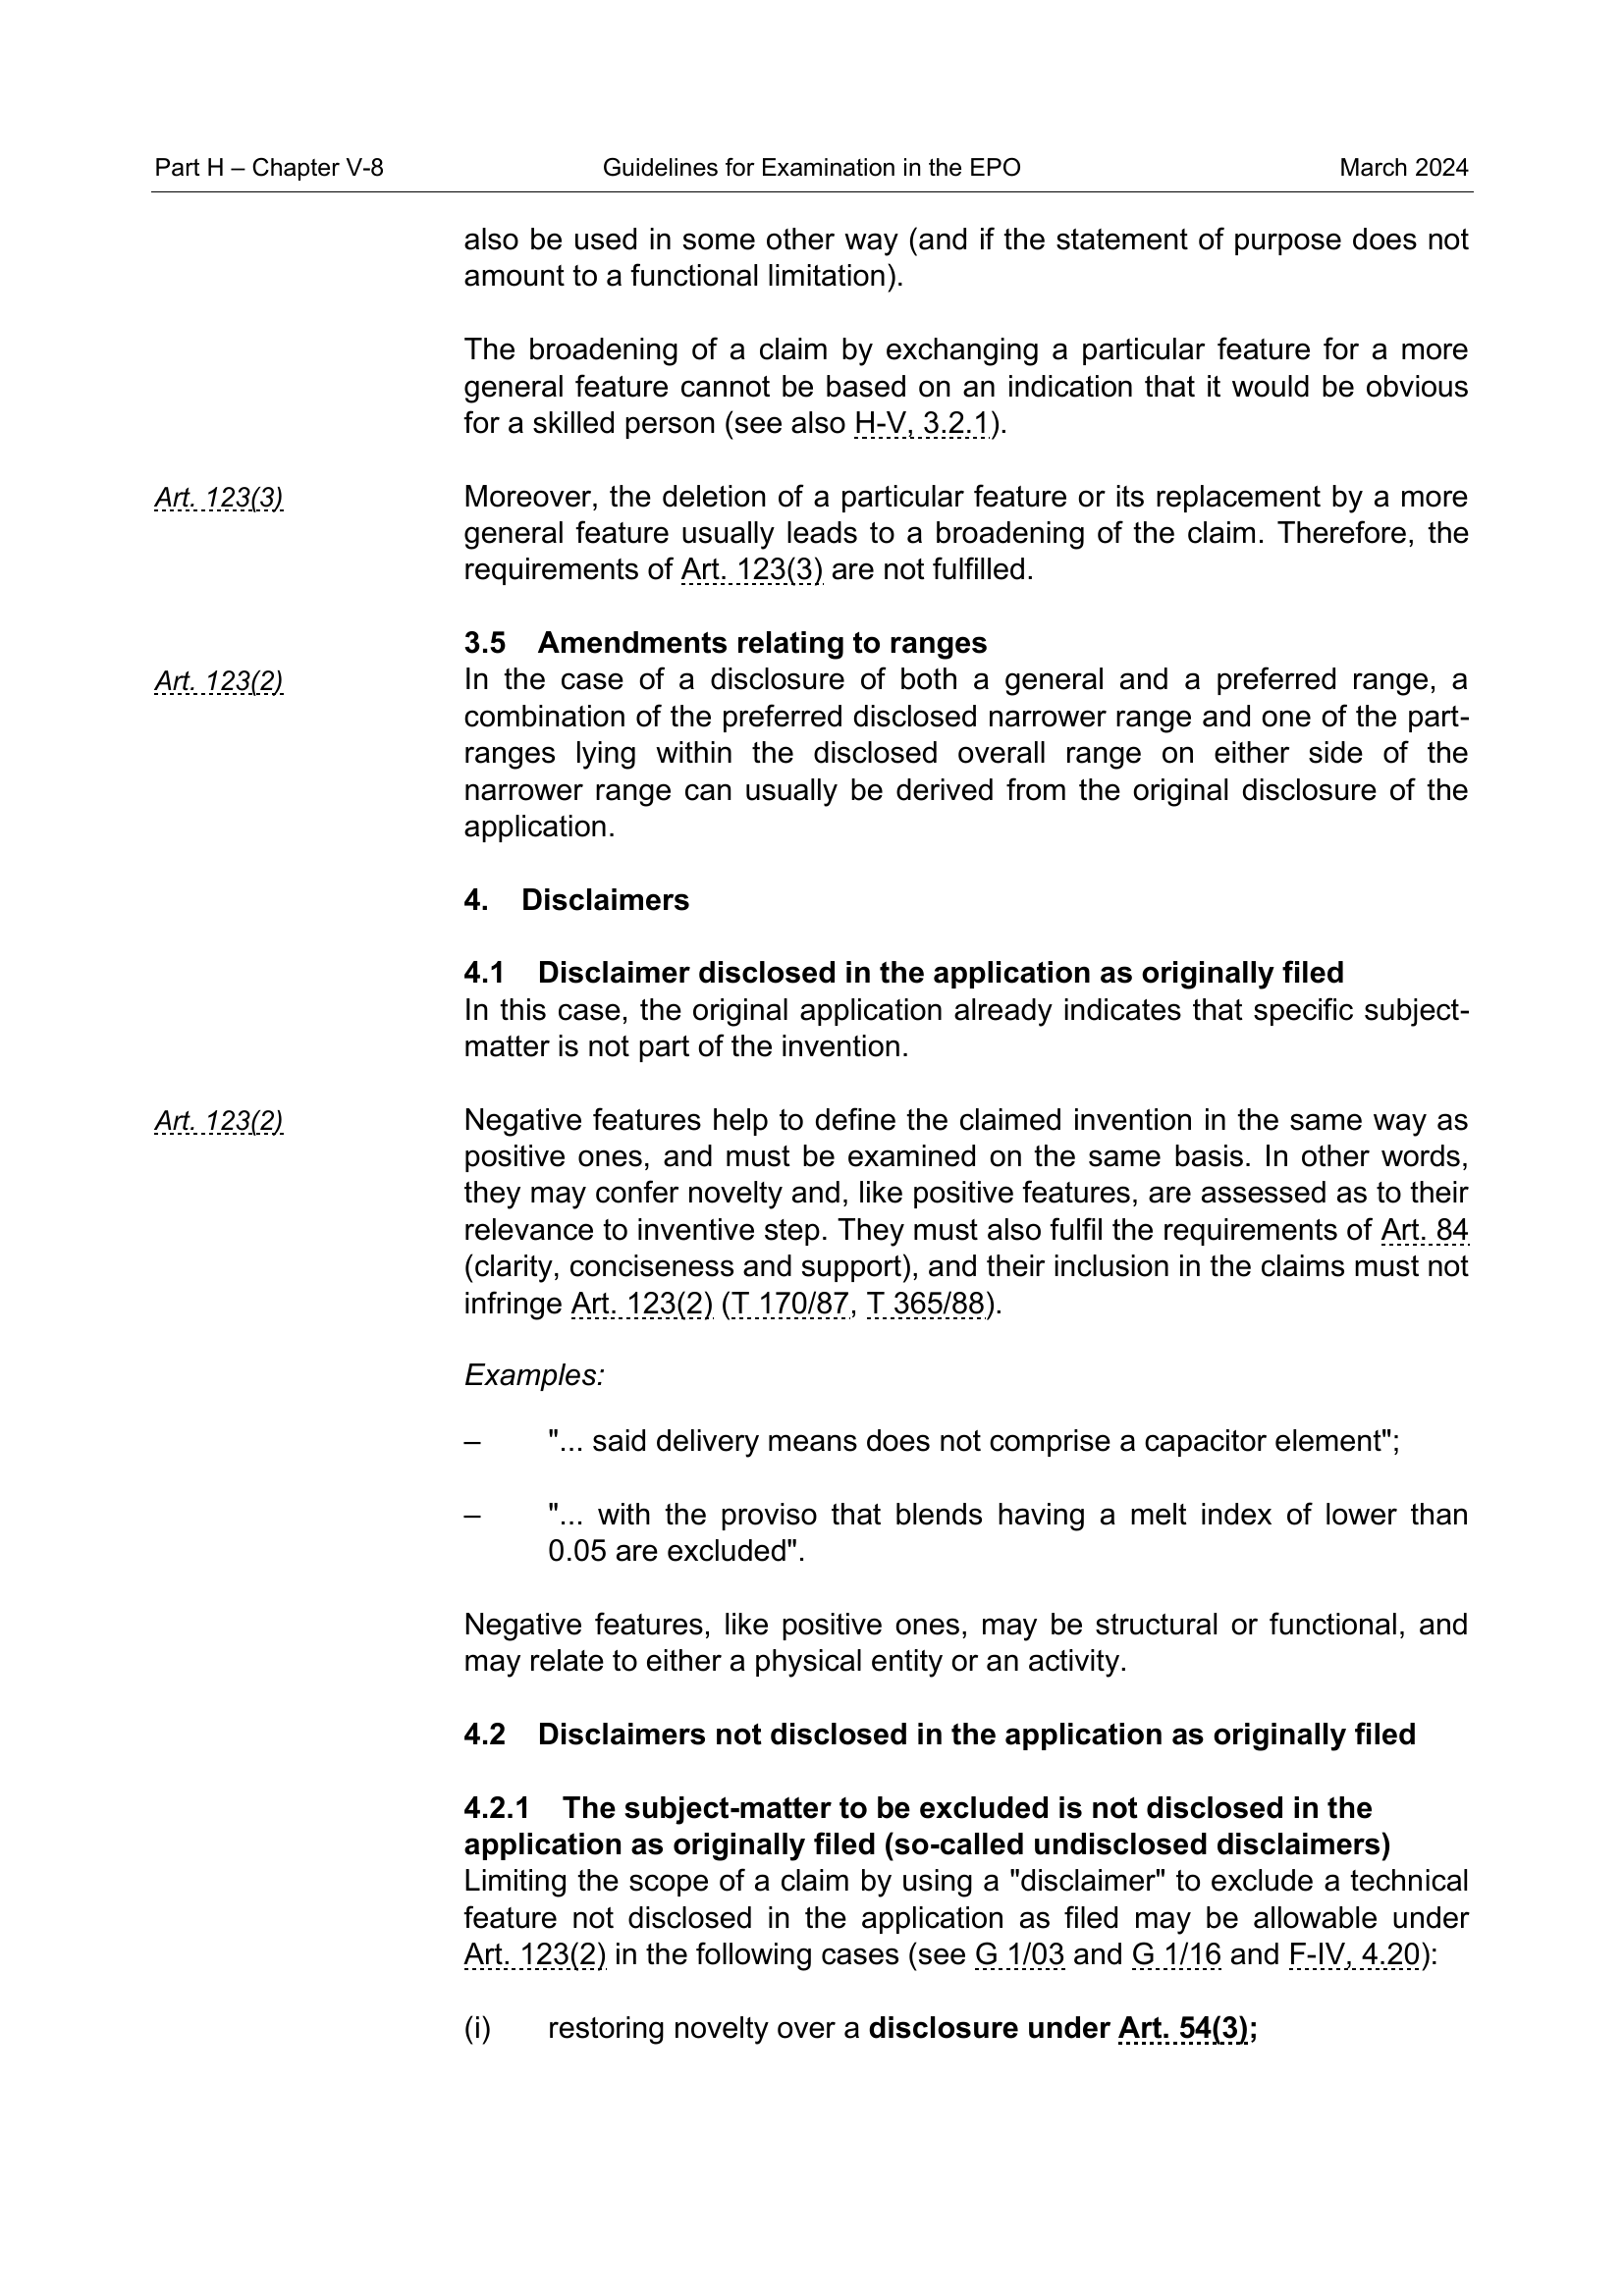 Part H – Chapter V-8 Guidelines for Examination in the EPO March 2024
also be used in some other way (and if the statement of purpose does not
amount to a functional limitation).
The broadening of a claim by exchanging a particular feature for a more
general feature cannot be based on an indication that it would be obvious
for a skilled person (see also H-V, 3.2.1).
Art. 123(3)
Moreover, the deletion of a particular feature or its replacement by a more
general feature usually leads to a broadening of the claim. Therefore, the
requirements of Art. 123(3) are not fulfilled.
3.5 Amendments relating to ranges
Art. 123(2)
In the case of a disclosure of both a general and a preferred range, a
combination of the preferred disclosed narrower range and one of the part-
ranges lying within the disclosed overall range on either side of the
narrower range can usually be derived from the original disclosure of the
application.
4. Disclaimers
4.1 Disclaimer disclosed in the application as originally filed
In this case, the original application already indicates that specific subject-
matter is not part of the invention.
Art. 123(2)
Negative features help to define the claimed invention in the same way as
positive ones, and must be examined on the same basis. In other words,
they may confer novelty and, like positive features, are assessed as to their
relevance to inventive step. They must also fulfil the requirements of Art. 84
(clarity, conciseness and support), and their inclusion in the claims must not
infringe Art. 123(2) (T 170/87, T 365/88).
Examples:
– "... said delivery means does not comprise a capacitor element";
– "... with the proviso that blends having a melt index of lower than
0.05 are excluded".
Negative features, like positive ones, may be structural or functional, and
may relate to either a physical entity or an activity.
4.2 Disclaimers not disclosed in the application as originally filed
4.2.1 The subject-matter to be excluded is not disclosed in the
application as originally filed (so-called undisclosed disclaimers)
Limiting the scope of a claim by using a "disclaimer" to exclude a technical
feature not disclosed in the application as filed may be allowable under
Art. 123(2) in the following cases (see G 1/03 and G 1/16 and F-IV, 4.20):
(i) restoring novelty over a disclosure under Art. 54(3);